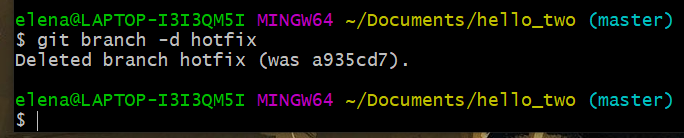 elena@LAPTOP-I3I3QM5I MINGW64 ~/Documents/hello_two (master)
$ git branch -d hotfix
Deleted branch hotfix (was a935cd7).
elena@LAPTOP-I3I3QM5I MINGW64 ~/Documents/hello_two (master)
$